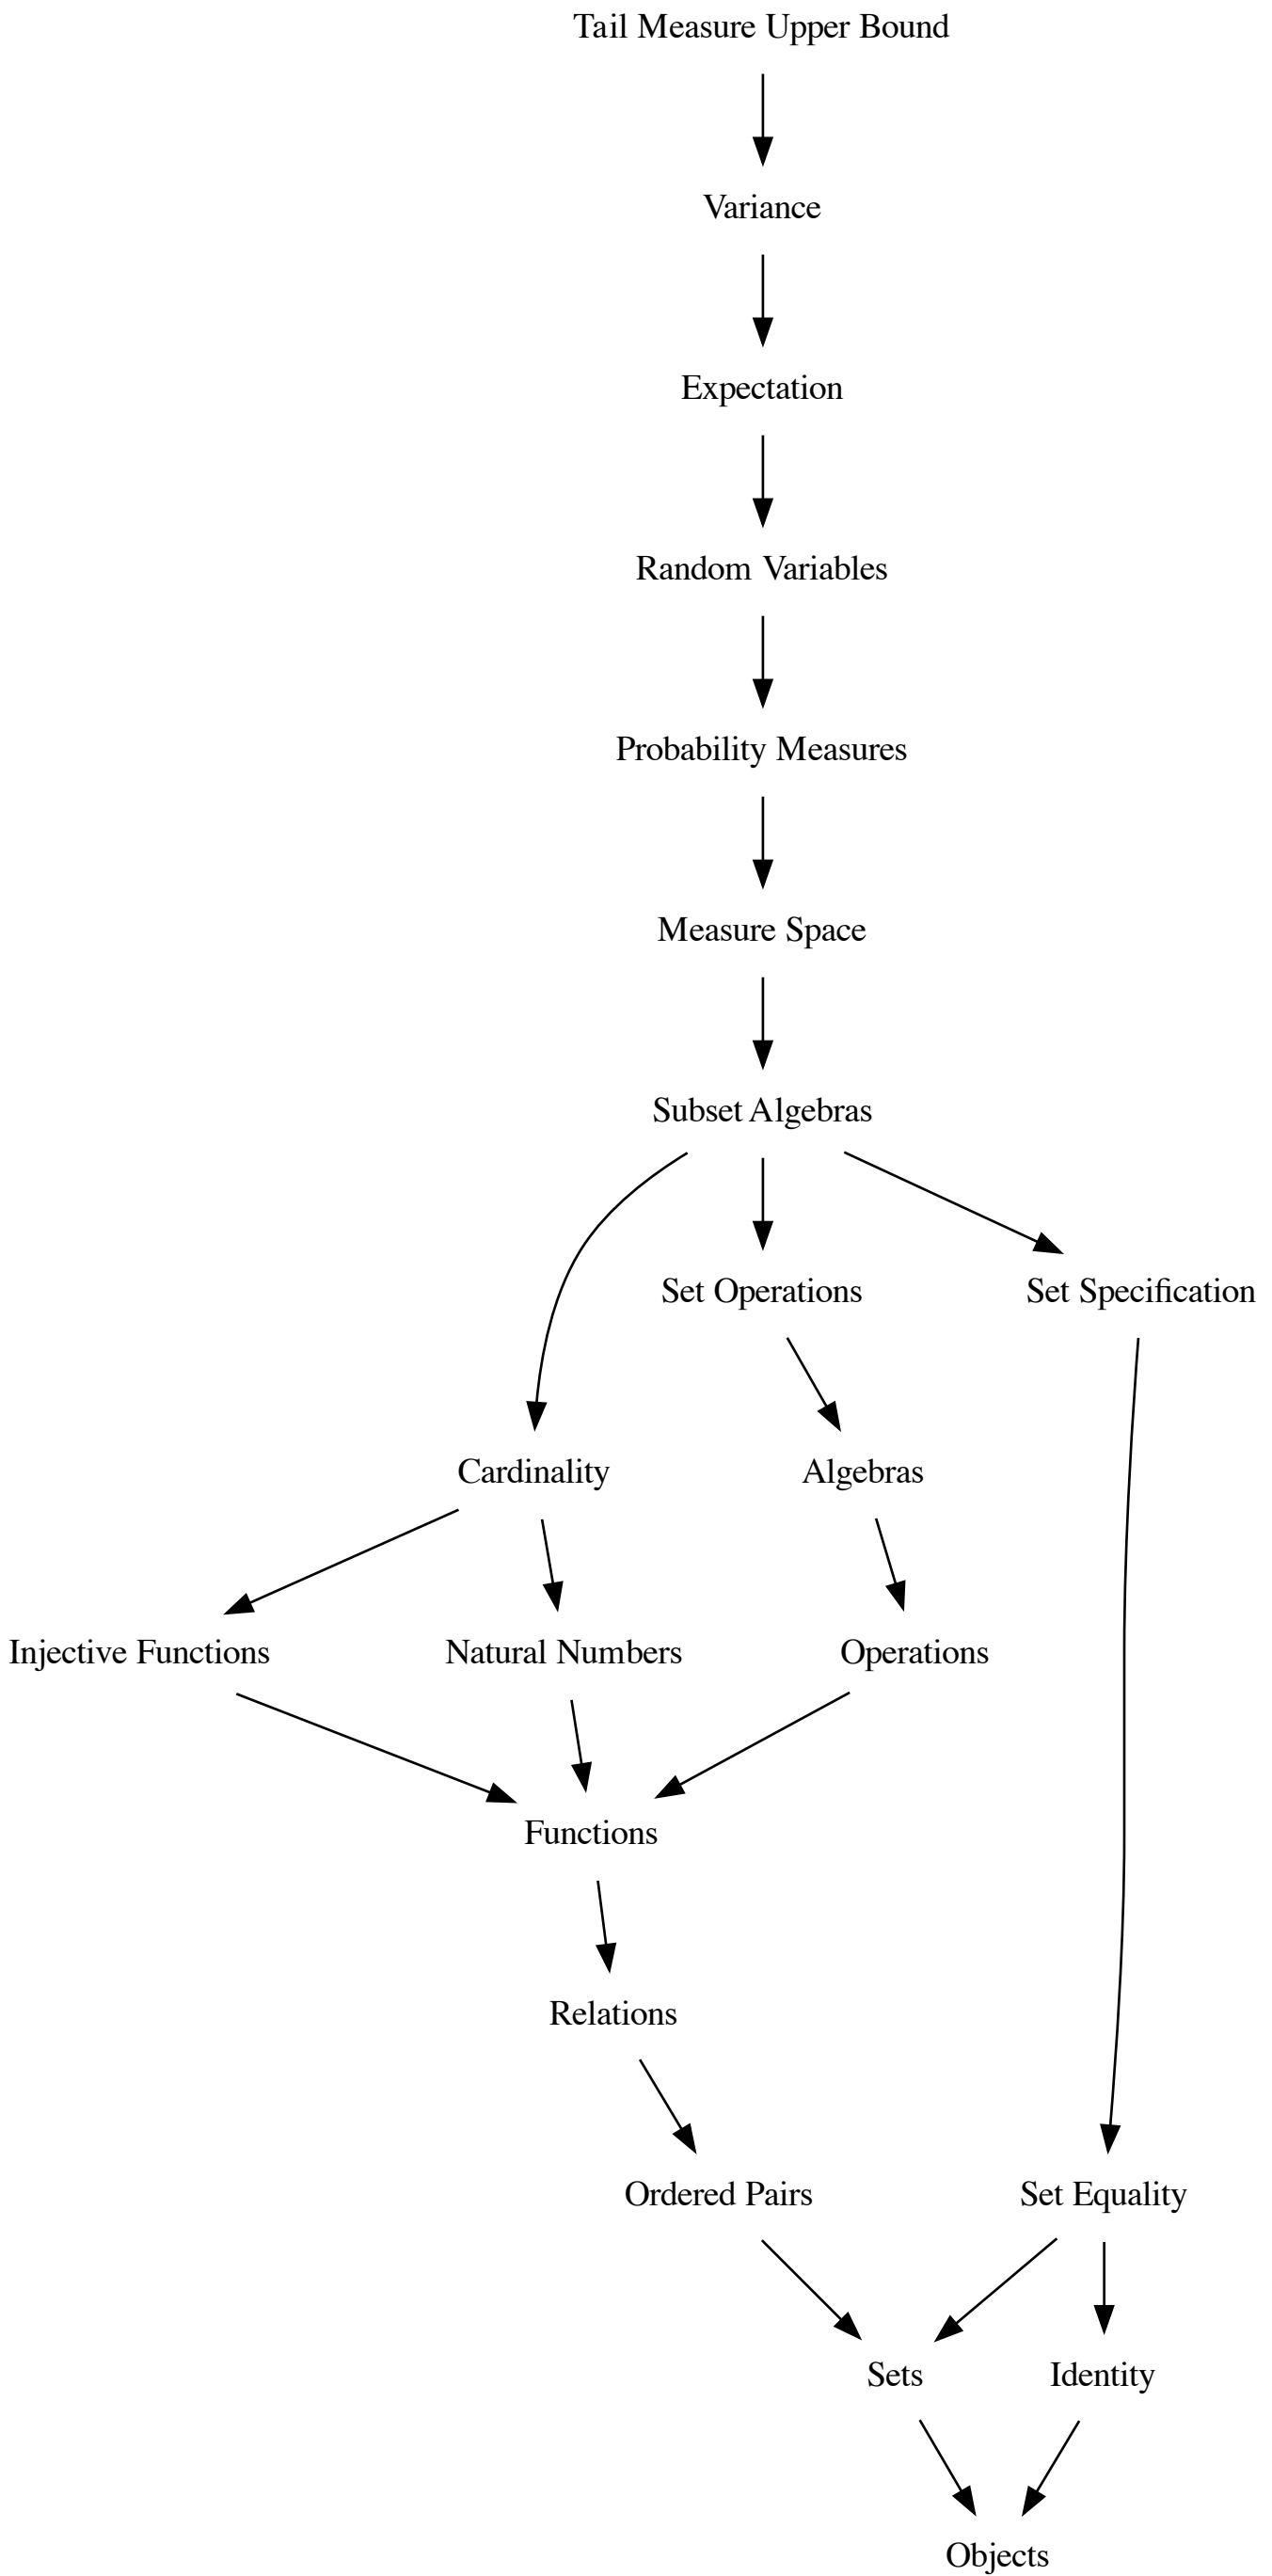 Tail Measure Upper Bound
Variance
Expectation
Random Variables
Probability Measures
Measure Space
Subset Algebras
Set Operations
Set Specification
Cardinality
Algebras
Injective Functions
Natural Numbers
Operations
Functions
Relations
Ordered Pairs
Set Equality
Sets
Identity
Objects